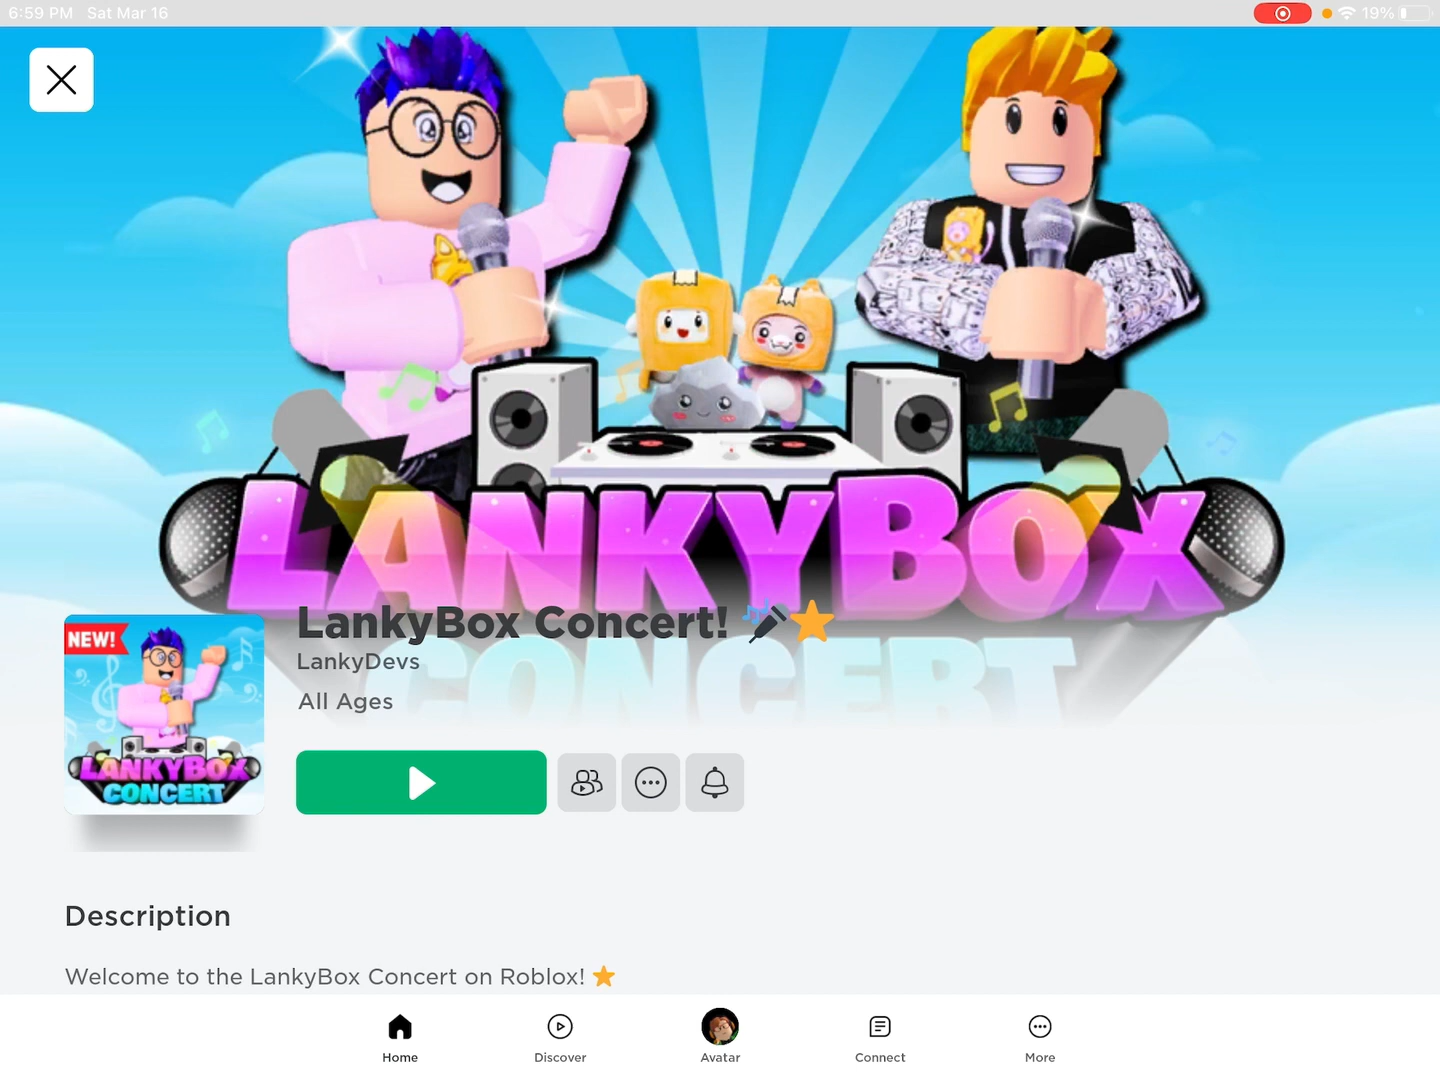 6:59 PM Sat Mar 16
19%
LANKYBOX
CONCERT
NEW!
LANKYBOX
CONCERT
LankyBox Concert! 🎶🎤⭐
LankyDevs
All Ages
Description
Welcome to the LankyBox Concert on Roblox! ⭐
Home
Discover
Avatar
Connect
More